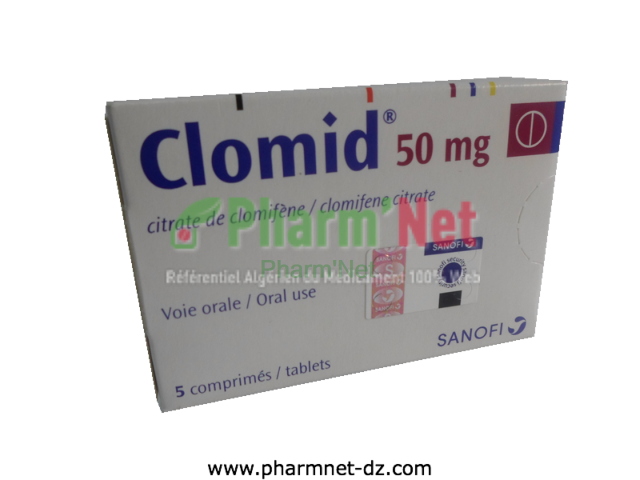 Clomid® 50 mg
citrate de clomifène / clomifene citrate
Pharm'Net
Pharm'Net
Référentiel Algérien du Médicament 100% Web
SANOFI
Voie orale / Oral use
SANOFI
5 comprimés / tablets
www.pharmnet-dz.com